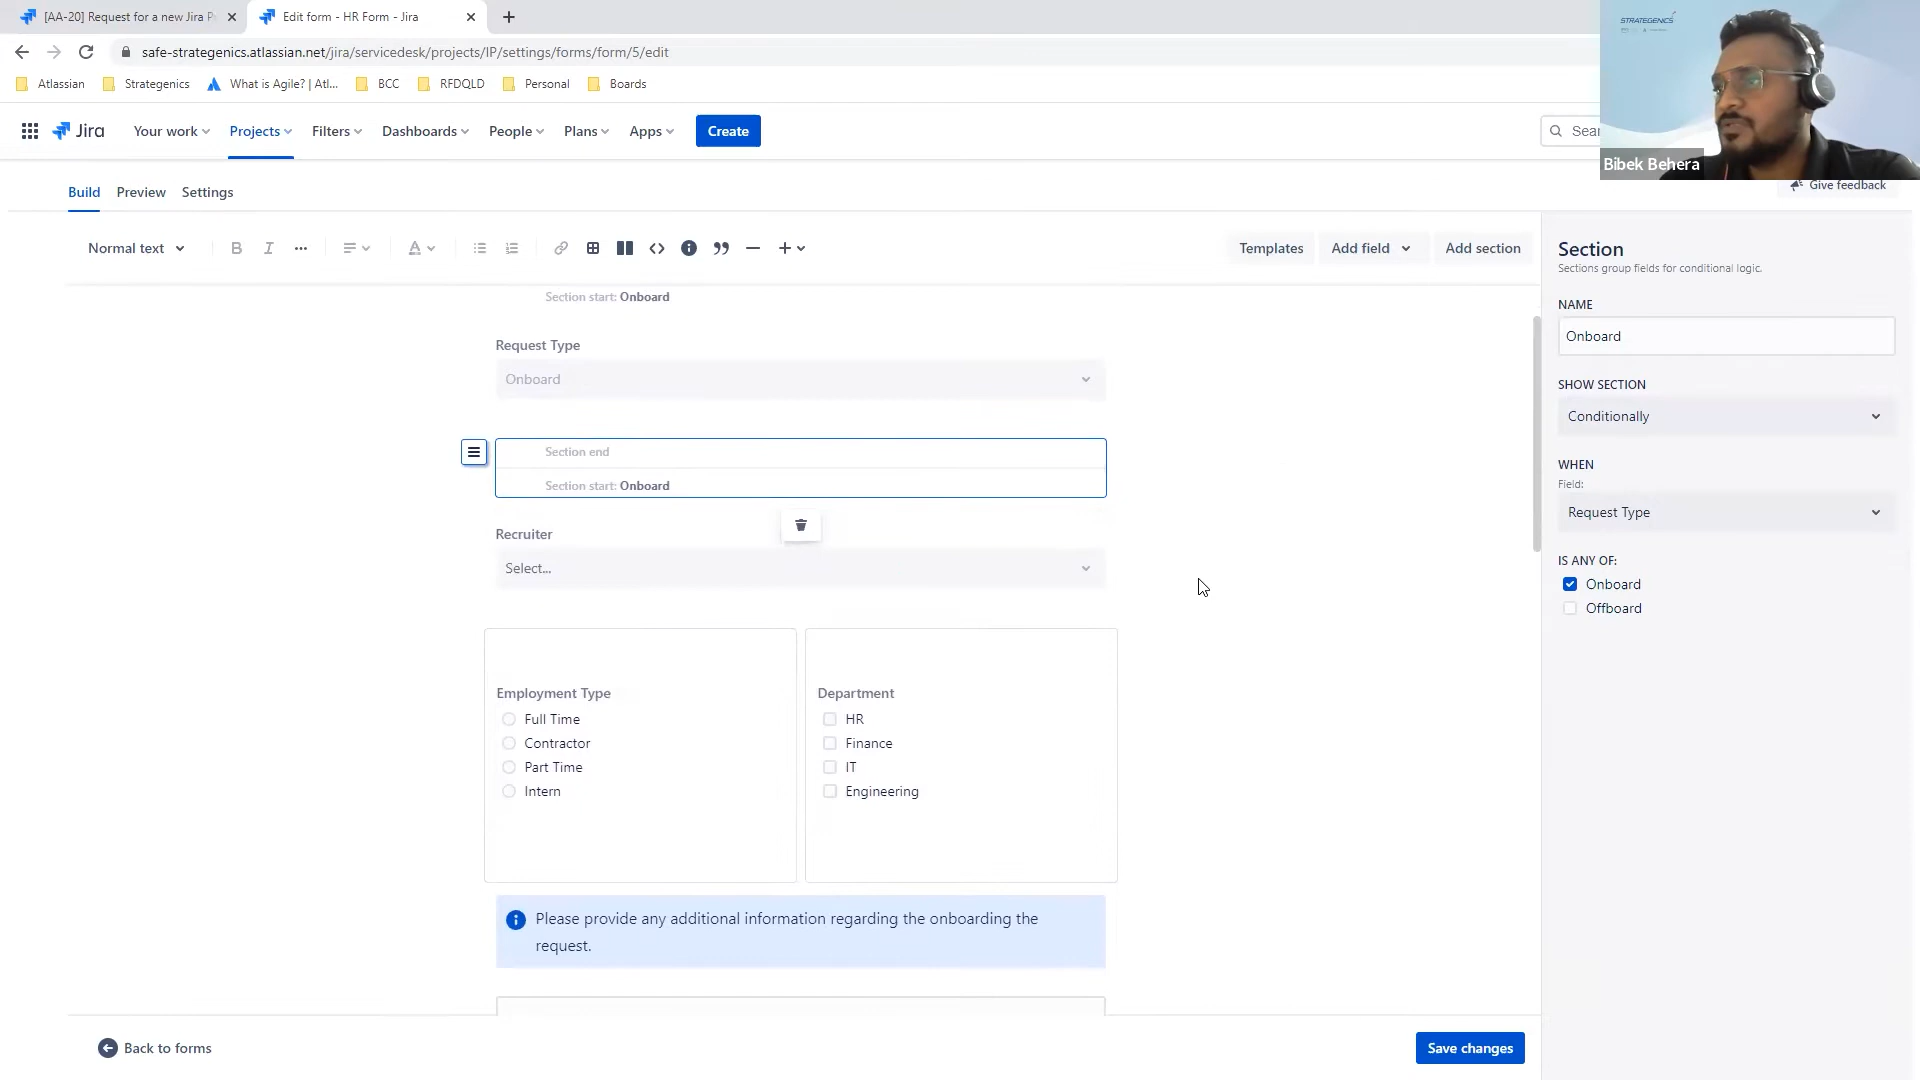 [AA-20] Request for a new Jira P
Edit form - HR Form - Jira
safe-strategenics.atlassian.net/jira/servicedesk/projects/IP/settings/forms/form/5/edit
Atlassian
Strategenics
What is Agile? | Atl...
BCC
RFDQLD
Personal
Boards
STRATEGENICS
Bibek Behera
Jira
Your work
Projects
Filters
Dashboards
People
Plans
Apps
Create
Sear
Give feedback
Build
Preview
Settings
Normal text
Templates
Add field
Add section
Section start: Onboard
Request Type
Onboard
Section end
Section start: Onboard
Recruiter
Select...
Employment Type
Full Time
Contractor
Part Time
Intern
Department
HR
Finance
IT
Engineering
Please provide any additional information regarding the onboarding the
request.
Section
Sections group fields for conditional logic.
NAME
Onboard
SHOW SECTION
Conditionally
WHEN
Field:
Request Type
IS ANY OF:
Onboard
Offboard
Back to forms
Save changes